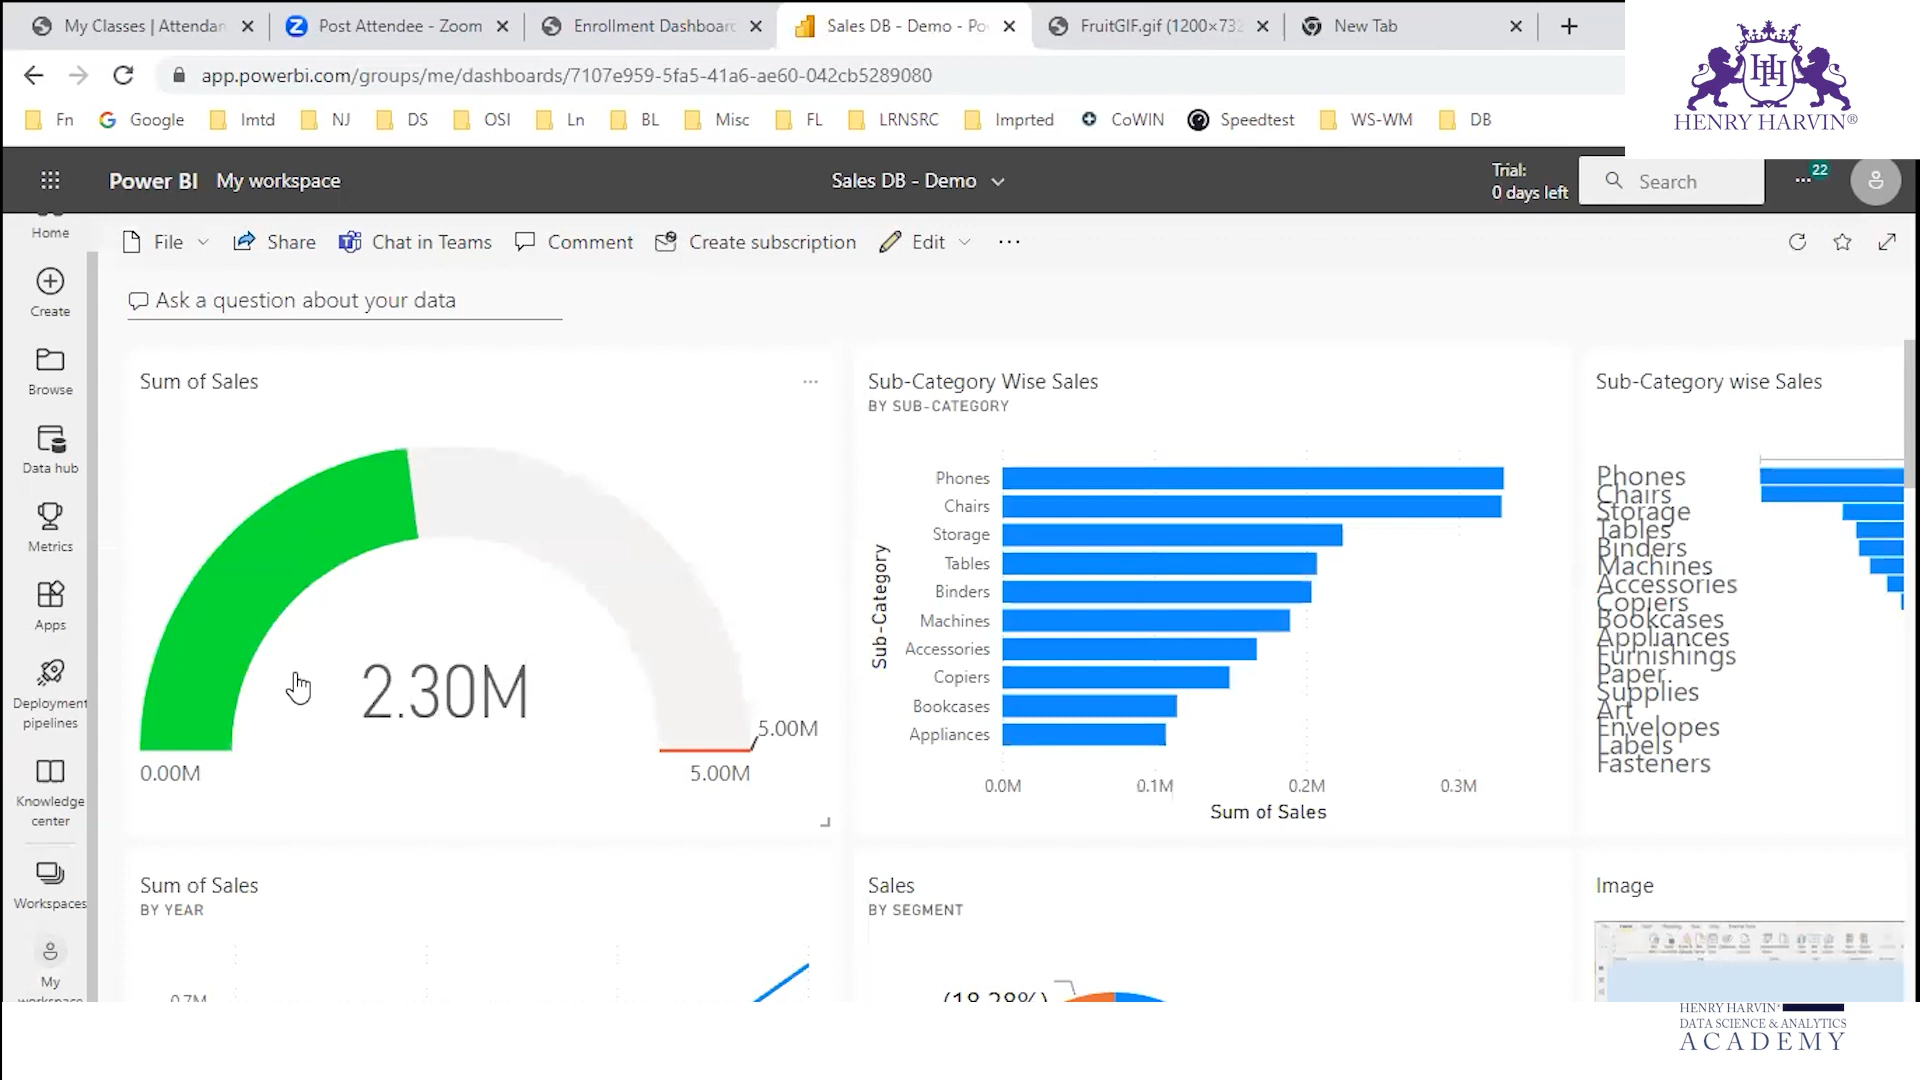 My Classes | Attendan
Post Attendee - Zoom
Enrollment Dashboard
Sales DB - Demo - Po
FruitGIF.gif (1200×732
New Tab
app.powerbi.com/groups/me/dashboards/7107e959-5fa5-41a6-ae60-042cb5289080
Fn
Google
Imtd
NJ
DS
OSI
Ln
BL
Misc
FL
LRNSRC
Imprted
CoWIN
Speedtest
WS-WM
DB
HENRY HARVIN®
Power BI My workspace
Sales DB - Demo
Trial:
0 days left
Search
22
Home
Create
Browse
Data hub
Metrics
Apps
Deployment
pipelines
Knowledge
center
Workspaces
My
workspace
File
Share
Chat in Teams
Comment
Create subscription
Edit
Ask a question about your data
Sum of Sales
2.30M
5.00M
0.00M
5.00M
Sub-Category Wise Sales
BY SUB-CATEGORY
Sub-Category
Phones
Chairs
Storage
Tables
Binders
Machines
Accessories
Copiers
Bookcases
Appliances
0.0M
0.1M
0.2M
0.3M
Sum of Sales
Sub-Category wise Sales
Phones
Chairs
Storage
Tables
Binders
Machines
Accessories
Copiers
Bookcases
Appliances
Furnishings
Paper
Supplies
Art
Envelopes
Labels
Fasteners
Sum of Sales
BY YEAR
0.7M
Sales
BY SEGMENT
(18.28%)
Image
HENRY HARVIN®
DATA SCIENCE & ANALYTICS
ACADEMY